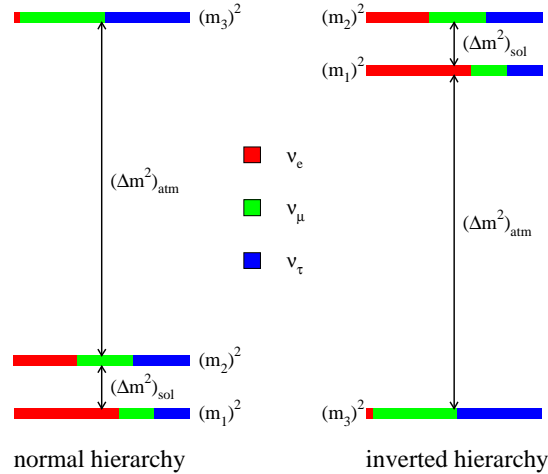 (m₃)²
(m₂)²
(Δm²)sol
(m₁)²
νe
(Δm²)atm
νμ
(Δm²)atm
ντ
(m₂)²
(Δm²)sol
(m₁)²
(m₃)²
normal hierarchy
inverted hierarchy